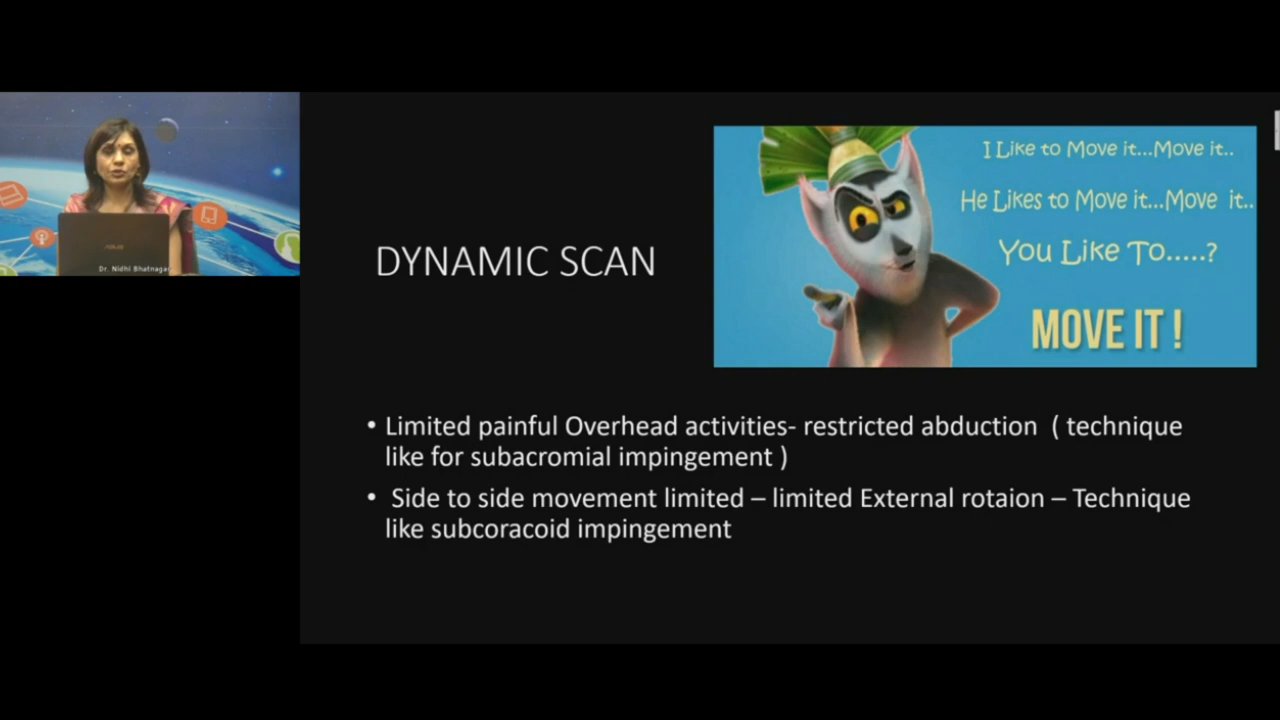 I Like to Move it...Move it..
He Likes to Move it...Move it..
You Like To.....?
MOVE IT !
DYNAMIC SCAN
ASUS
Dr. Nidhi Bhatnagar
• Limited painful Overhead activities- restricted abduction ( technique
like for subacromial impingement )
• Side to side movement limited – limited External rotaion – Technique
like subcoracoid impingement